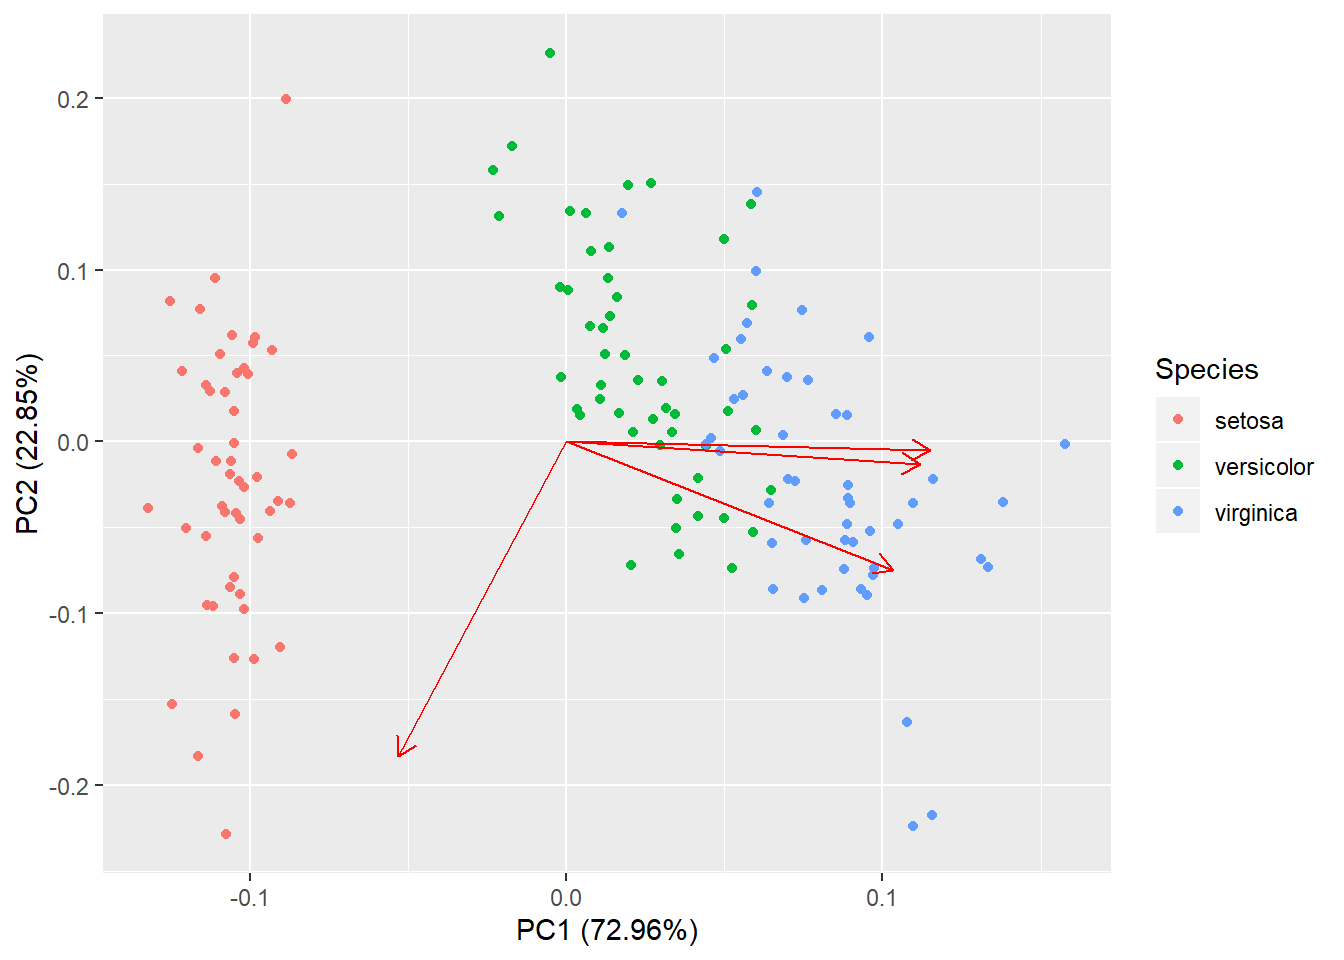 0.2
0.1
0.0
-0.1
-0.2
PC2 (22.85%)
-0.1
0.0
0.1
PC1 (72.96%)
Species
setosa
versicolor
virginica